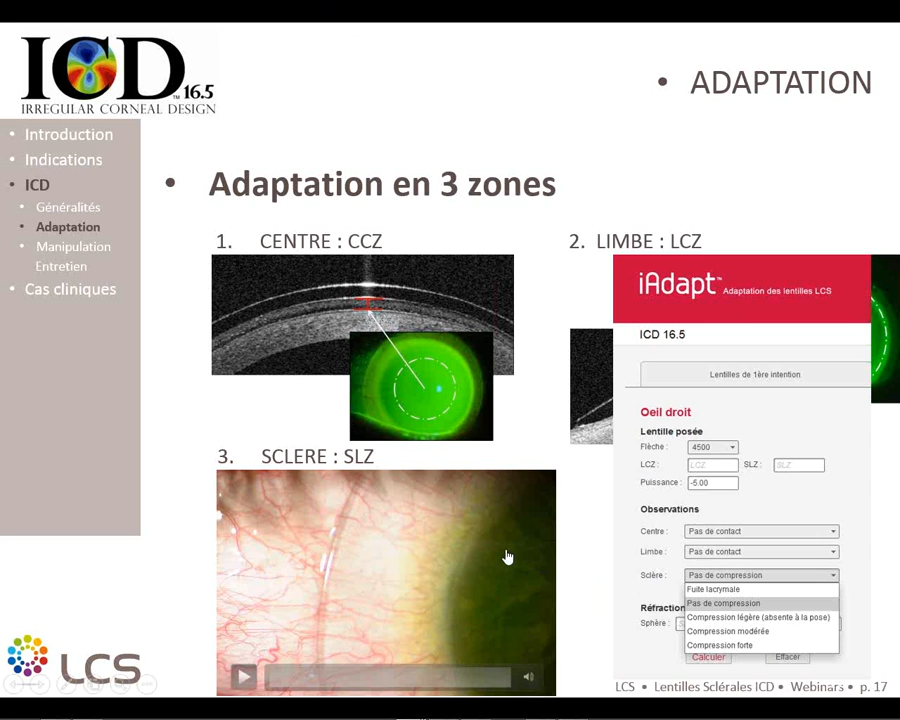 ICD
™ 16.5
IRREGULAR CORNEAL DESIGN
• ADAPTATION
• Introduction
• Indications
• ICD
• Généralités
• Adaptation
• Manipulation
Entretien
• Cas cliniques
• Adaptation en 3 zones
1. CENTRE : CCZ
2. LIMBE : LCZ
3. SCLERE : SLZ
iAdapt™ Adaptation des lentilles LCS
ICD 16.5
Lentilles de 1ère intention
Oeil droit
Lentille posée
Flèche : 4500
LCZ : LCZ SLZ : SLZ
Puissance : -5.00
Observations
Centre : Pas de contact
Limbe : Pas de contact
Sclère : Pas de compression
Fuite lacrymale
Pas de compression
Compression légère (absente à la pose)
Compression modérée
Compression forte
Réfraction
Sphère : S
Calculer Effacer
LCS
LCS • Lentilles Sclérales ICD • Webinars • p. 17